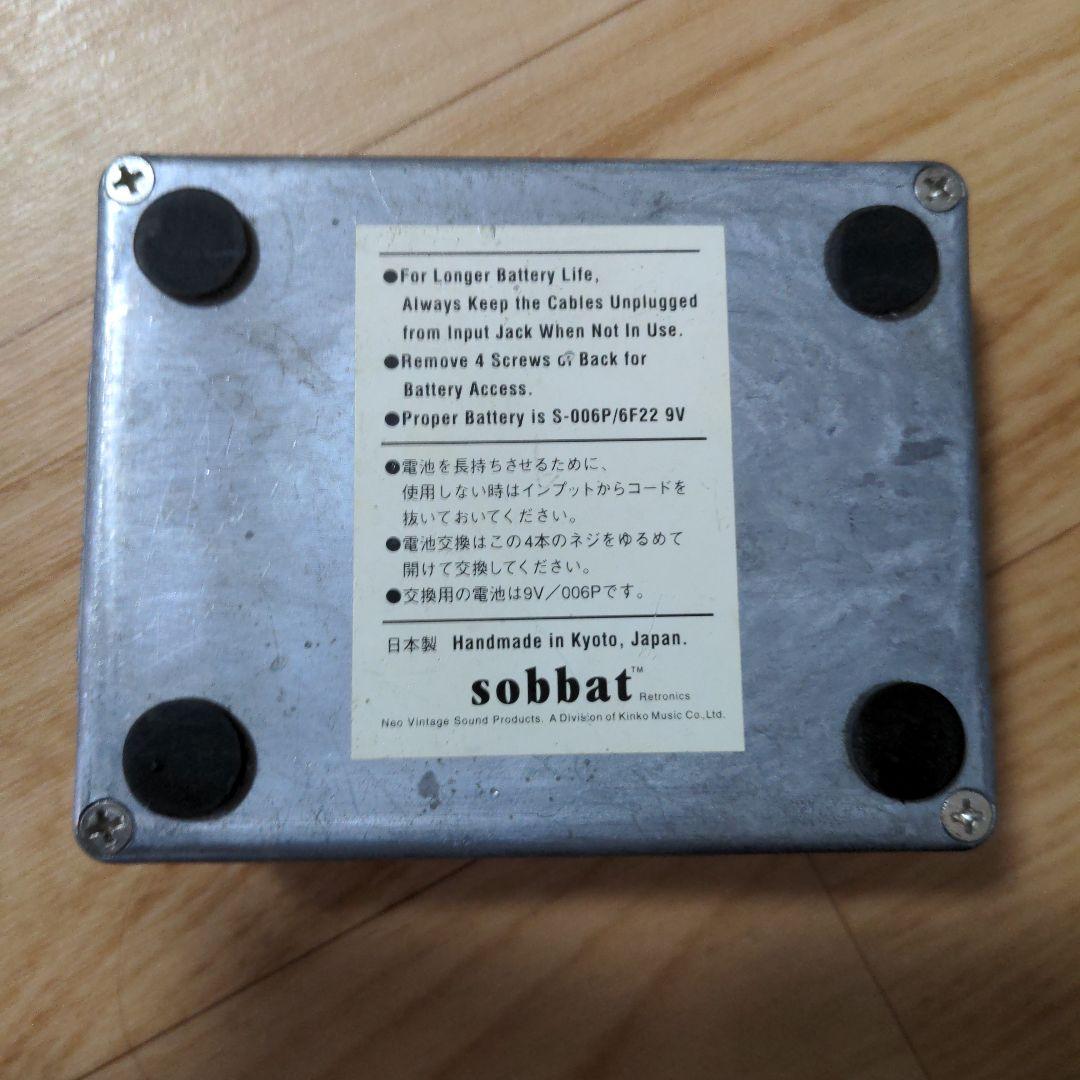 ●For Longer Battery Life,
Always Keep the Cables Unplugged
from Input Jack When Not In Use.
●Remove 4 Screws of Back for
Battery Access.
●Proper Battery is S-006P/6F22 9V
●電池を長持ちさせるために、
使用しない時はインプットからコードを
抜いておいてください。
●電池交換はこの4本のネジをゆるめて
開けて交換してください。
●交換用の電池は9V／006Pです。
日本製 Handmade in Kyoto, Japan.
sobbat™ Retronics
Neo Vintage Sound Products. A Division of Kinko Music Co.,Ltd.